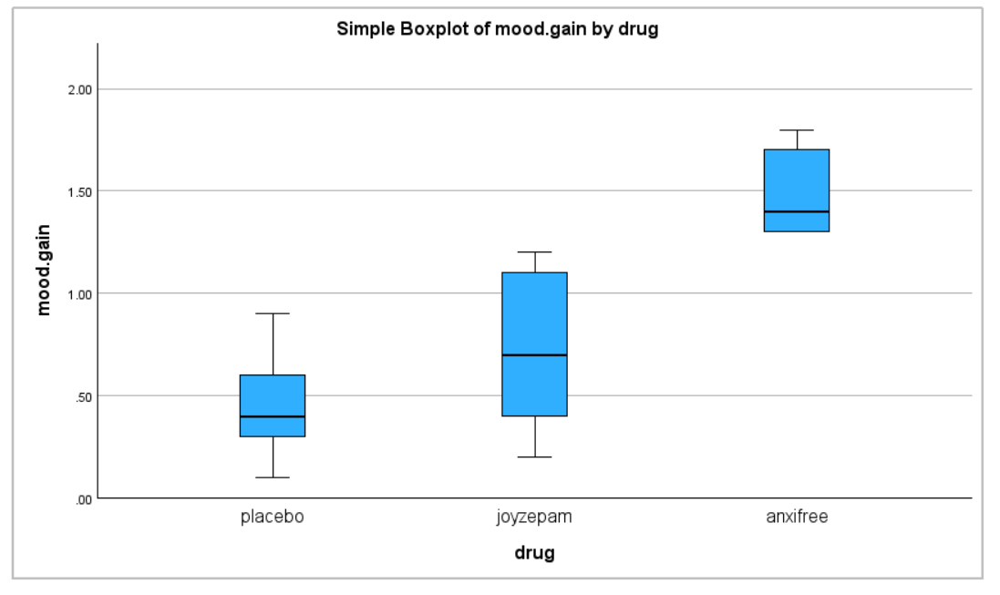 Simple Boxplot of mood.gain by drug
2.00
1.50
1.00
.50
.00
mood.gain
placebo joyzepam anxifree
drug